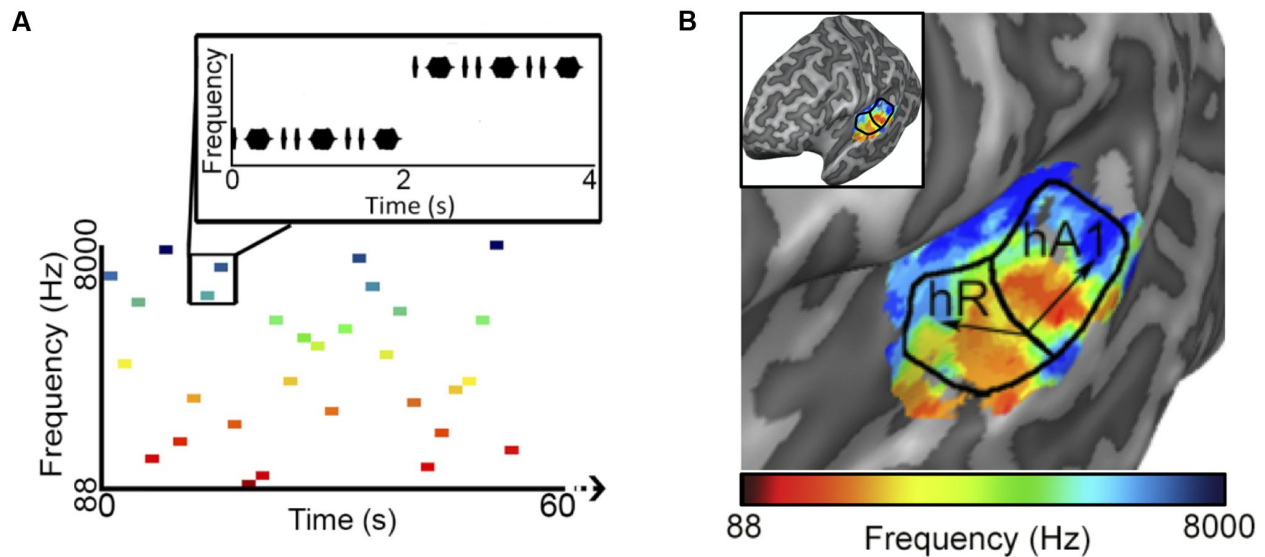 A
Frequency
0
2
4
Time (s)
8000
Frequency (Hz)
88
0
60
Time (s)
B
hA1
hR
88
8000
Frequency (Hz)